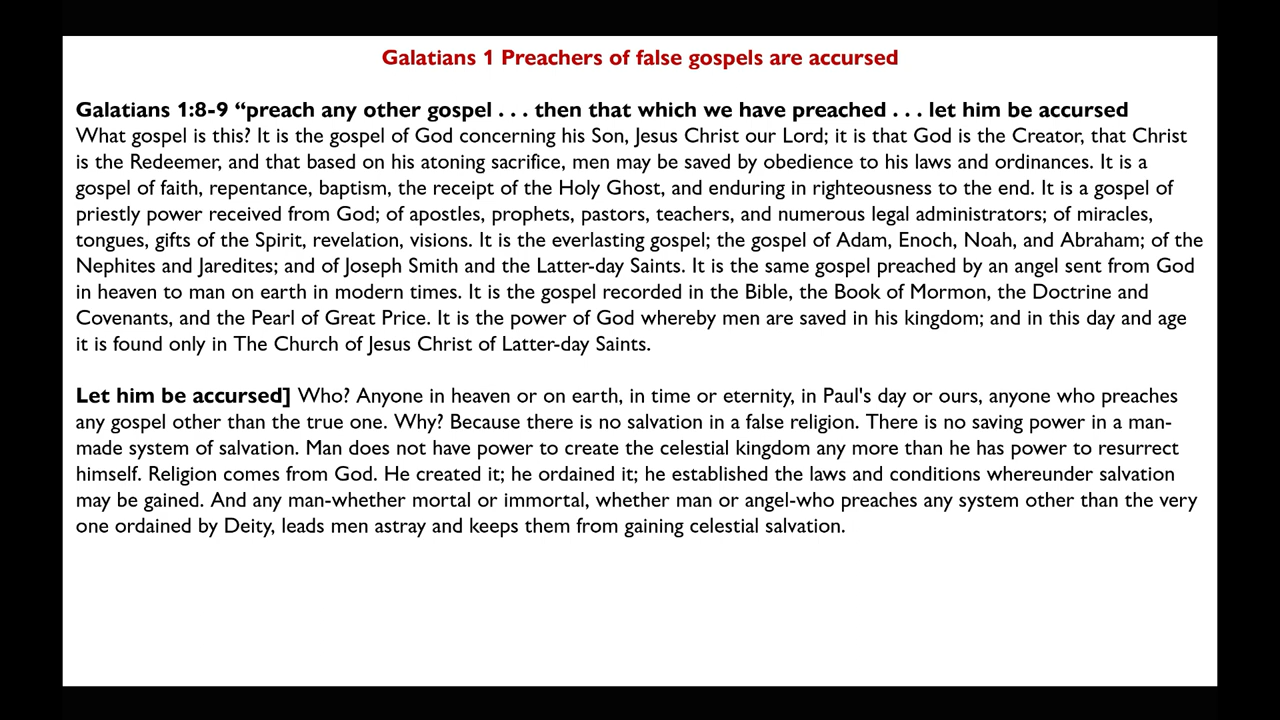 Galatians 1 Preachers of false gospels are accursed
Galatians 1:8-9 “preach any other gospel . . . then that which we have preached . . . let him be accursed
What gospel is this? It is the gospel of God concerning his Son, Jesus Christ our Lord; it is that God is the Creator, that Christ
is the Redeemer, and that based on his atoning sacrifice, men may be saved by obedience to his laws and ordinances. It is a
gospel of faith, repentance, baptism, the receipt of the Holy Ghost, and enduring in righteousness to the end. It is a gospel of
priestly power received from God; of apostles, prophets, pastors, teachers, and numerous legal administrators; of miracles,
tongues, gifts of the Spirit, revelation, visions. It is the everlasting gospel; the gospel of Adam, Enoch, Noah, and Abraham; of the
Nephites and Jaredites; and of Joseph Smith and the Latter-day Saints. It is the same gospel preached by an angel sent from God
in heaven to man on earth in modern times. It is the gospel recorded in the Bible, the Book of Mormon, the Doctrine and
Covenants, and the Pearl of Great Price. It is the power of God whereby men are saved in his kingdom; and in this day and age
it is found only in The Church of Jesus Christ of Latter-day Saints.
Let him be accursed] Who? Anyone in heaven or on earth, in time or eternity, in Paul's day or ours, anyone who preaches
any gospel other than the true one. Why? Because there is no salvation in a false religion. There is no saving power in a man-
made system of salvation. Man does not have power to create the celestial kingdom any more than he has power to resurrect
himself. Religion comes from God. He created it; he ordained it; he established the laws and conditions whereunder salvation
may be gained. And any man-whether mortal or immortal, whether man or angel-who preaches any system other than the very
one ordained by Deity, leads men astray and keeps them from gaining celestial salvation.